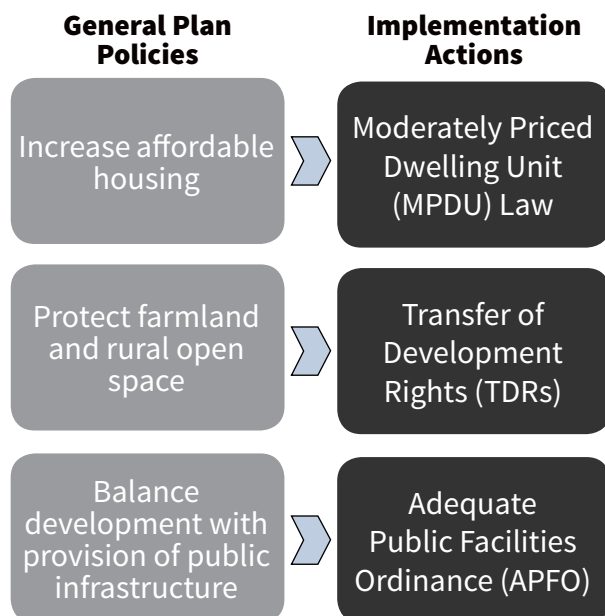 General Plan
Policies
Implementation
Actions
Increase affordable
housing
Moderately Priced
Dwelling Unit
(MPDU) Law
Protect farmland
and rural open
space
Transfer of
Development
Rights (TDRs)
Balance
development with
provision of public
infrastructure
Adequate
Public Facilities
Ordinance (APFO)